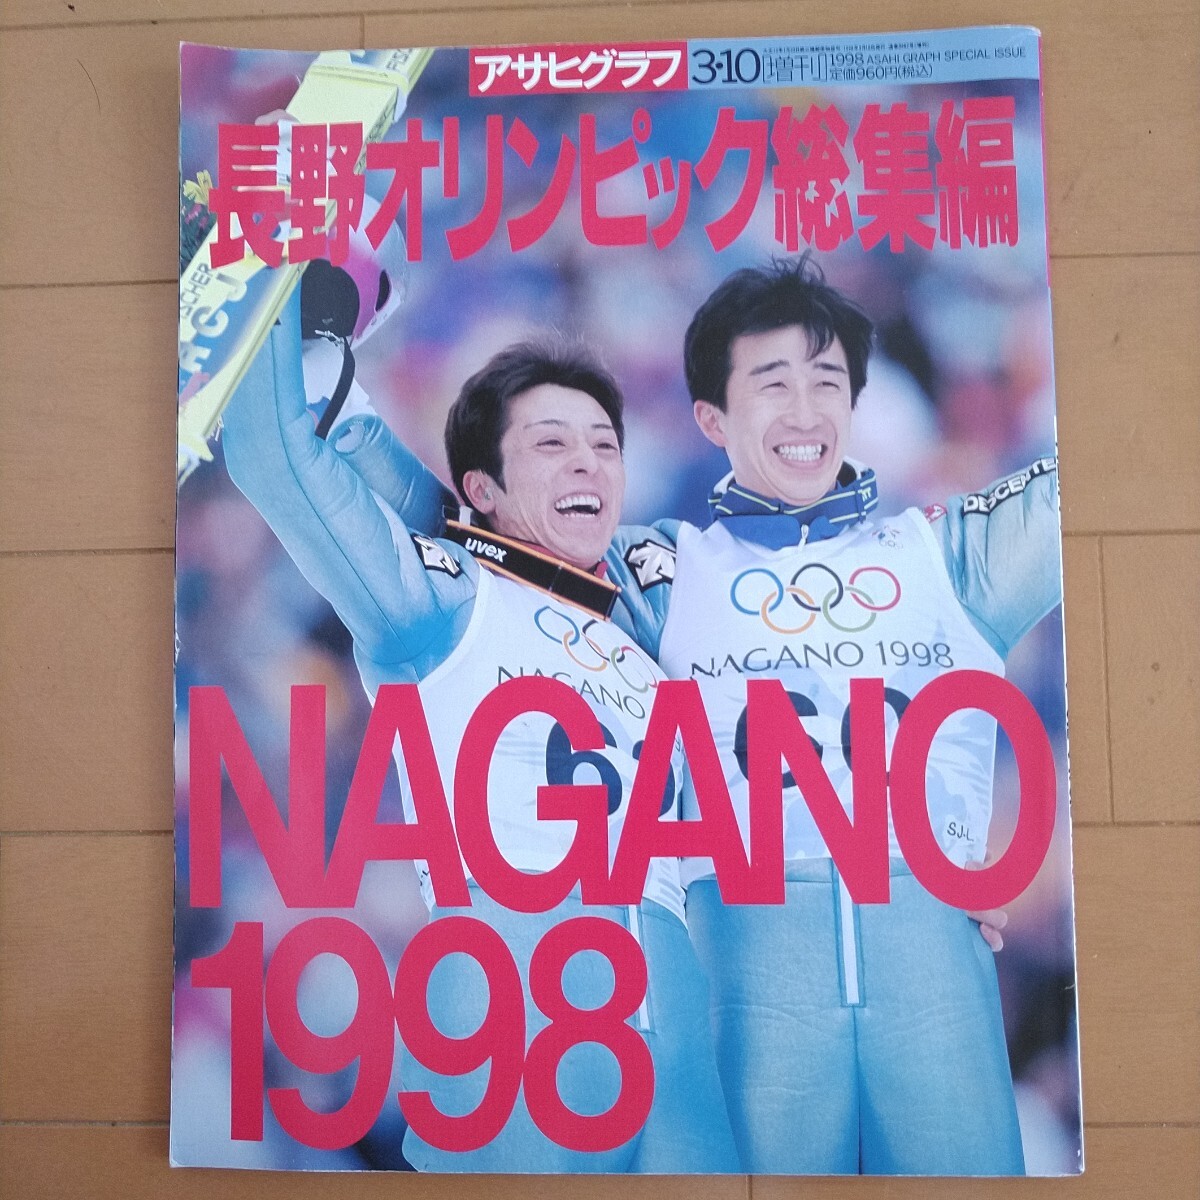 アサヒグラフ
3・10[増刊]
1998 ASAHI GRAPH SPECIAL ISSUE
定価960円(税込)
長野オリンピック総集編
FISCHER
uvex
DESCENTE
NAGANO
NAGANO 1998
SJ-L
NAGANO
1998